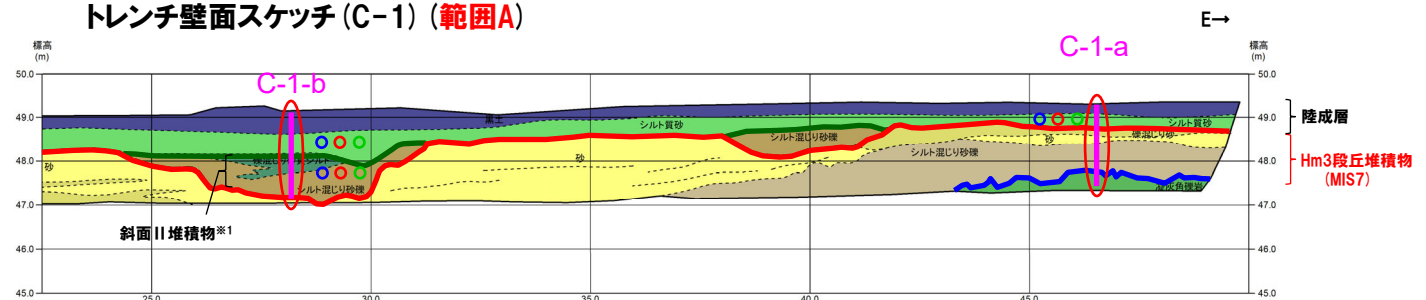 トレンチ壁面スケッチ(C-1)(範囲A)
E→
標高
(m)
標高
(m)
C-1-b
C-1-a
50.0
50.0
49.0
49.0
48.0
48.0
47.0
47.0
46.0
46.0
45.0
45.0
黒土
シルト質砂
シルト質砂
陸成層
Hm3段丘堆積物
(MIS7)
砂
砂
砂
シルト混じり砂礫
シルト混じり砂礫
シルト混じり砂礫
礫混じり砂
凝灰角礫岩
斜面II堆積物※1
25.0
30.0
35.0
40.0
45.0